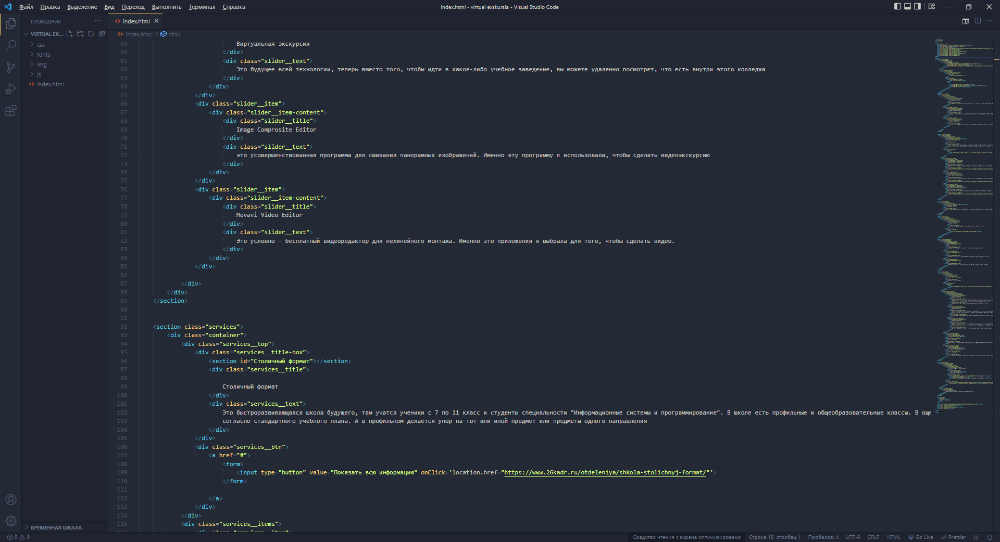 Файл Правка Выделение Вид Переход Выполнить Терминал Справка
index.html - virtual exskursia - Visual Studio Code
ПРОВОДНИК
index.html
VIRTUAL EX...
index.html > html
css
fonts
img
js
index.html
59 Виртуальная экскурсия
60 </div>
61 <div class="slider__text">
62 Это будущее всей технологии, теперь вместо того, чтобы идти в какое-либо учебное заведение, вы можете удаленно посмотрет, что есть внутри этого колледжа
63 </div>
64 </div>
65 </div>
66 <div class="slider__item">
67 <div class="slider__item-content">
68 <div class="slider__title">
69 Image Comprosite Editor
70 </div>
71 <div class="slider__text">
72 это усовершенствованная программа для сшивания панорамных изображений. Именно эту программу я использовала, чтобы сделать видеоэкскурсию
73 </div>
74 </div>
75 </div>
76 <div class="slider__item">
77 <div class="slider__item-content">
78 <div class="slider__title">
79 Movavi Video Editor
80 </div>
81 <div class="slider__text">
82 Это условно - бесплатный видеоредактор для нелинейного монтажа. Именно это приложения я выбрала для того, чтобы сделать видео.
83 </div>
84 </div>
85 </div>
86
87 </div>
88 </div>
89 </section>
90
91
92 <section class="services">
93 <div class="container">
94 <div class="services__top">
95 <div class="services__title-box">
96 <section id="Столичный формат"></section>
97 <div class="services__title">
98
99 Столичный формат
100 </div>
101 <div class="services__text">
102 Это быстроразвивающаяся школа будущего, там учатся ученики с 7 по 11 класс и студенты специальности "Информационные системы и программирование". В школе есть профильные и общеобразовательные классы. В още
103 согласно стандартного учебного плана. А в профильном делается упор на тот или иной предмет или предметы одного направления
104 </div>
105 </div>
106 <div class="services__btn">
107 <a href="#">
108 <form>
109 <input type="button" value="Показать всю информацию" onClick='location.href="https://www.26kadr.ru/otdeleniya/shkola-stolichnyj-format/"'>
110 </form>
111
112 </a>
113 </div>
114 </div>
115 <div class="services__items">
ВРЕМЕННАЯ ШКАЛА
0 0
Средство чтения с экрана оптимизировано Строка 18, столбец 1 Пробелов: 4 UTF-8 CRLF HTML Go Live Prettier